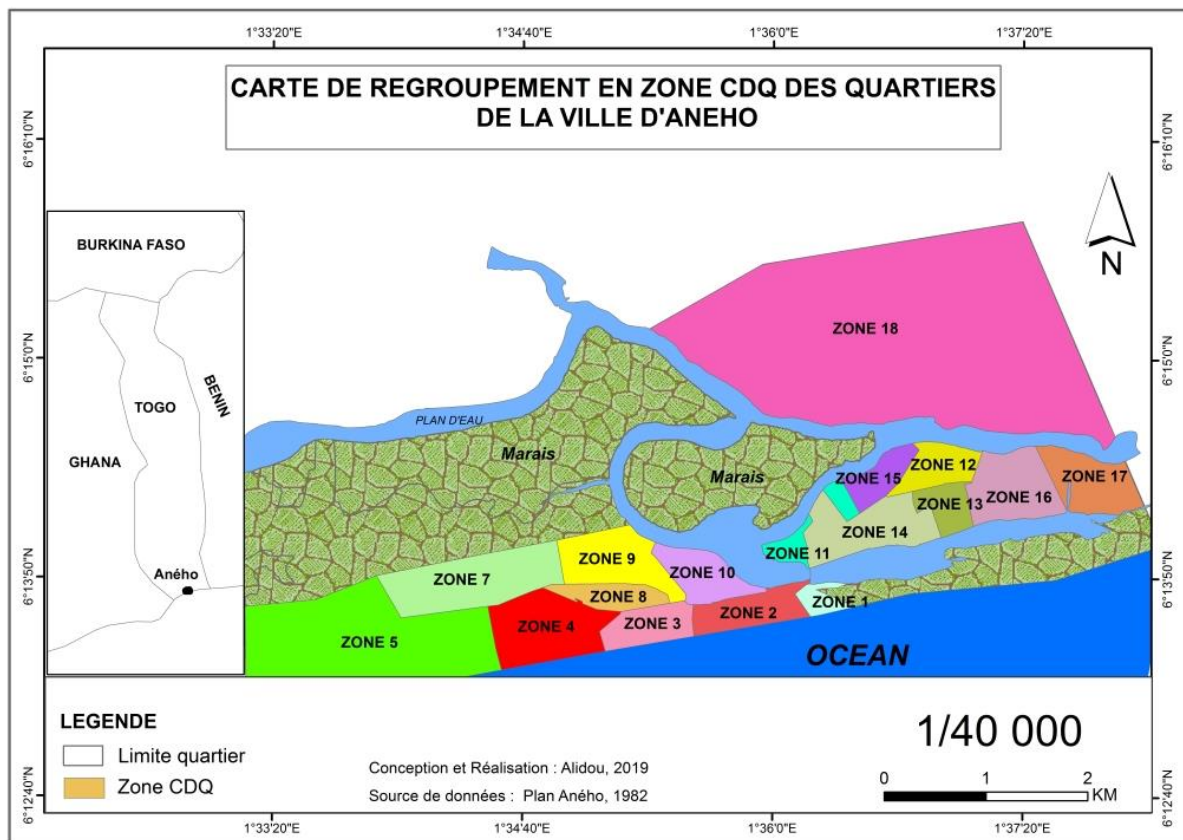 1°33'20"E 1°34'40"E 1°36'0"E 1°37'20"E
CARTE DE REGROUPEMENT EN ZONE CDQ DES QUARTIERS
DE LA VILLE D'ANEHO
6°16'10"N
6°16'10"N
N
BURKINA FASO
TOGO
BENIN
GHANA
Aného
ZONE 18
6°15'0"N
6°15'0"N
PLAN D'EAU
Marais
Marais
ZONE 15
ZONE 12
ZONE 17
ZONE 16
ZONE 13
ZONE 14
ZONE 11
ZONE 9
ZONE 10
ZONE 7
6°13'50"N
6°13'50"N
ZONE 8
ZONE 1
ZONE 2
ZONE 3
ZONE 4
ZONE 5
OCEAN
LEGENDE
Limite quartier
Zone CDQ
Conception et Réalisation : Alidou, 2019
Source de données : Plan Aného, 1982
1/40 000
0 1 2
KM
6°12'40"N
6°12'40"N
1°33'20"E 1°34'40"E 1°36'0"E 1°37'20"E